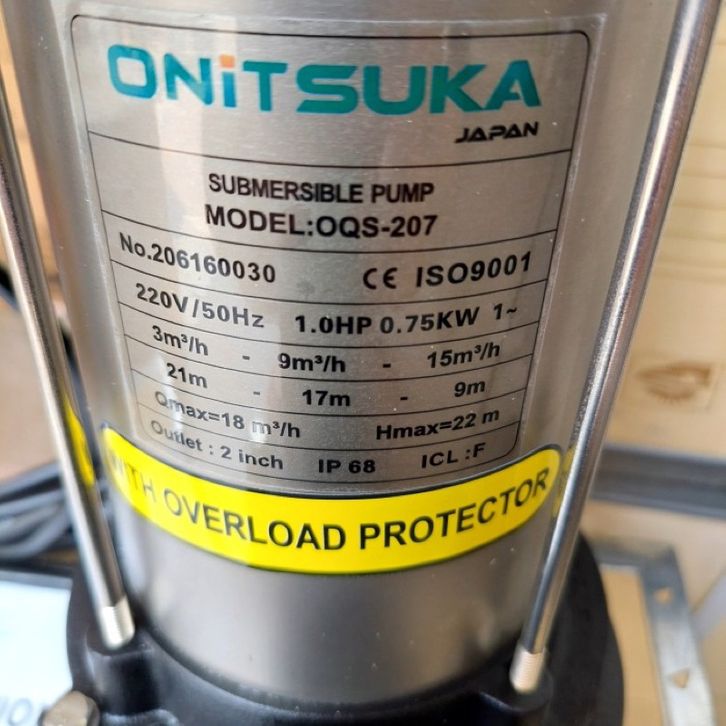 ONiTSUKA
JAPAN
SUBMERSIBLE PUMP
MODEL:OQS-207
No.206160030 CE ISO9001
220V/50Hz 1.0HP 0.75KW 1~
3m³/h - 9m³/h - 15m³/h
21m - 17m - 9m
Qmax=18 m³/h Hmax=22 m
Outlet : 2 inch IP 68 ICL :F
WITH OVERLOAD PROTECTOR